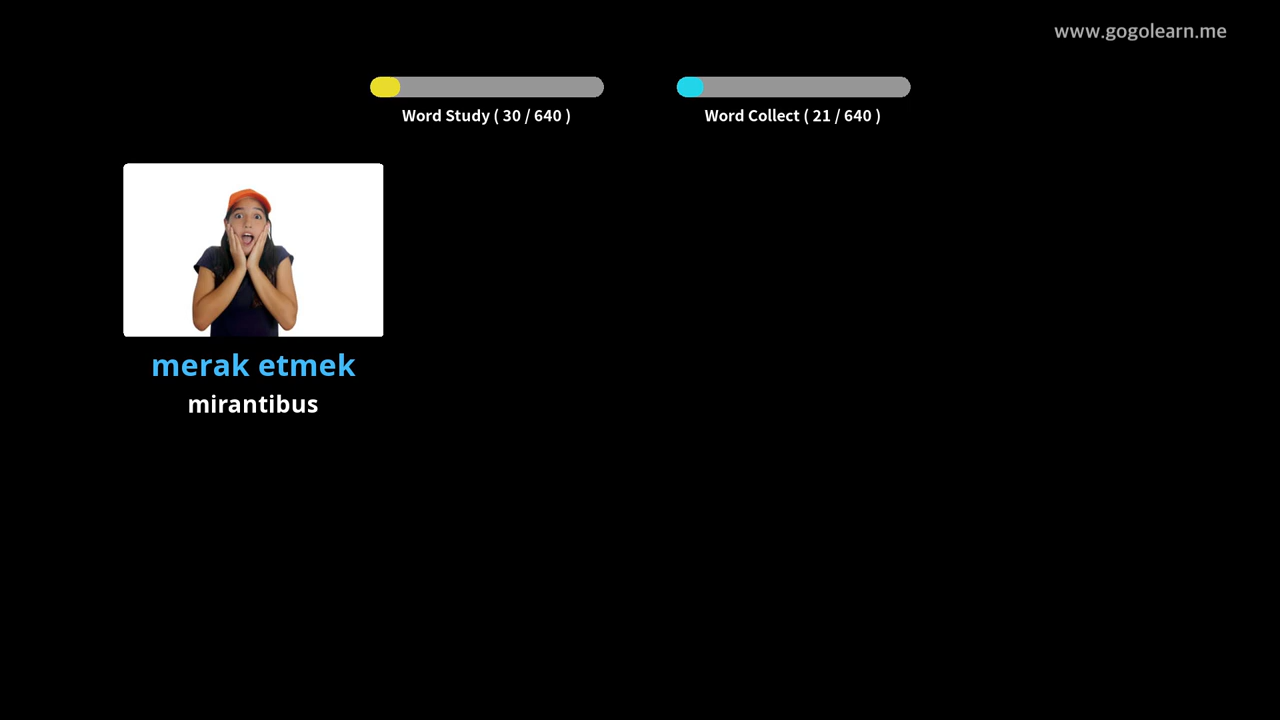 www.gogolearn.me
Word Study ( 30 / 640 )
Word Collect ( 21 / 640 )
merak etmek
mirantibus